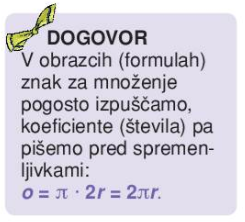 DOGOVOR
V obrazcih (formulah)
znak za množenje
pogosto izpuščamo,
koeficiente (števila) pa
pišemo pred spremen-
ljivkami:
o = π · 2r = 2πr.